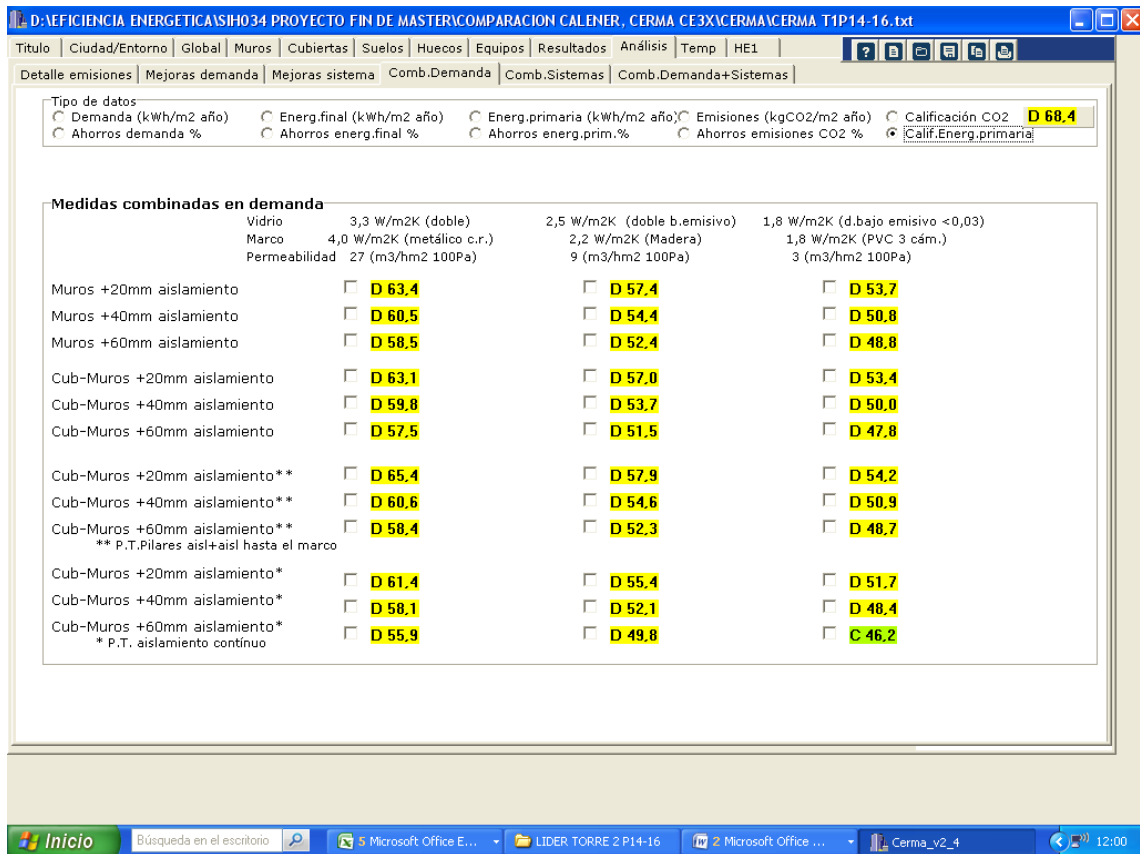 D:\EFICIENCIA ENERGETICA\SIH034 PROYECTO FIN DE MASTER\COMPARACION CALENER, CERMA CE3X\CERMA\CERMA T1P14-16.txt
Titulo Ciudad/Entorno Global Muros Cubiertas Suelos Huecos Equipos Resultados Análisis Temp HE1
Detalle emisiones Mejoras demanda Mejoras sistema Comb.Demanda Comb.Sistemas Comb.Demanda+Sistemas
Tipo de datos
Demanda (kWh/m2 año) Energ.final (kWh/m2 año) Energ.primaria (kWh/m2 año) Emisiones (kgCO2/m2 año) Calificación CO2 D 68,4
Ahorros demanda % Ahorros energ.final % Ahorros energ.prim.% Ahorros emisiones CO2 % Calif.Energ.primaria
Medidas combinadas en demanda
Vidrio 3,3 W/m2K (doble) 2,5 W/m2K (doble b.emisivo) 1,8 W/m2K (d.bajo emisivo <0,03)
Marco 4,0 W/m2K (metálico c.r.) 2,2 W/m2K (Madera) 1,8 W/m2K (PVC 3 cám.)
Permeabilidad 27 (m3/hm2 100Pa) 9 (m3/hm2 100Pa) 3 (m3/hm2 100Pa)
Muros +20mm aislamiento D 63,4 D 57,4 D 53,7
Muros +40mm aislamiento D 60,5 D 54,4 D 50,8
Muros +60mm aislamiento D 58,5 D 52,4 D 48,8
Cub-Muros +20mm aislamiento D 63,1 D 57,0 D 53,4
Cub-Muros +40mm aislamiento D 59,8 D 53,7 D 50,0
Cub-Muros +60mm aislamiento D 57,5 D 51,5 D 47,8
Cub-Muros +20mm aislamiento** D 65,4 D 57,9 D 54,2
Cub-Muros +40mm aislamiento** D 60,6 D 54,6 D 50,9
Cub-Muros +60mm aislamiento** D 58,4 D 52,3 D 48,7
** P.T.Pilares aisl+aisl hasta el marco
Cub-Muros +20mm aislamiento* D 61,4 D 55,4 D 51,7
Cub-Muros +40mm aislamiento* D 58,1 D 52,1 D 48,4
Cub-Muros +60mm aislamiento* D 55,9 D 49,8 C 46,2
* P.T. aislamiento contínuo
Inicio Búsqueda en el escritorio 5 Microsoft Office E... LIDER TORRE 2 P14-16 2 Microsoft Office ... Cerma_v2_4 12:00